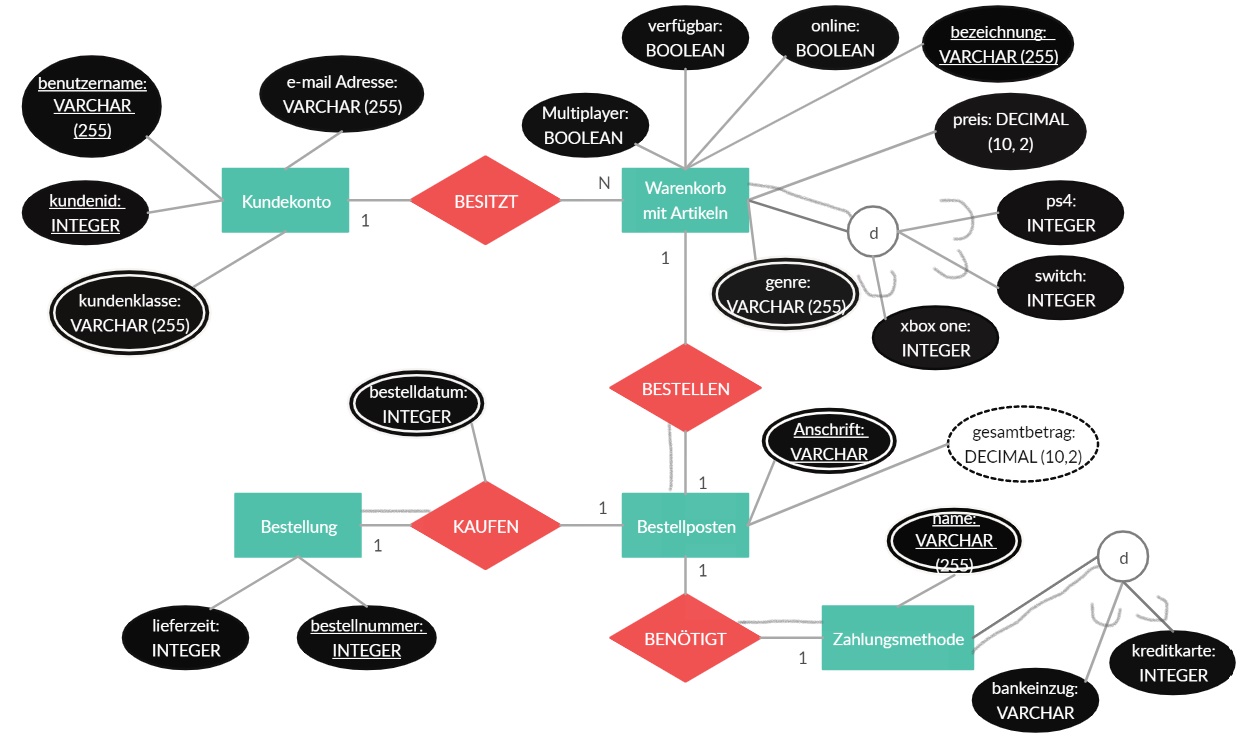 verfügbar:
BOOLEAN
online:
BOOLEAN
bezeichnung:
VARCHAR (255)
benutzername:
VARCHAR
(255)
e-mail Adresse:
VARCHAR (255)
Multiplayer:
BOOLEAN
preis: DECIMAL
(10, 2)
kundenid:
INTEGER
Kundekonto
1
BESITZT
N
Warenkorb
mit Artikeln
d
ps4:
INTEGER
switch:
INTEGER
xbox one:
INTEGER
genre:
VARCHAR (255)
kundenklasse:
VARCHAR (255)
1
BESTELLEN
1
bestelldatum:
INTEGER
Anschrift:
VARCHAR
gesamtbetrag:
DECIMAL (10,2)
Bestellung
1
KAUFEN
1
Bestellposten
1
name:
VARCHAR
(255)
d
lieferzeit:
INTEGER
bestellnummer:
INTEGER
BENÖTIGT
1
Zahlungsmethode
kreditkarte:
INTEGER
bankeinzug:
VARCHAR